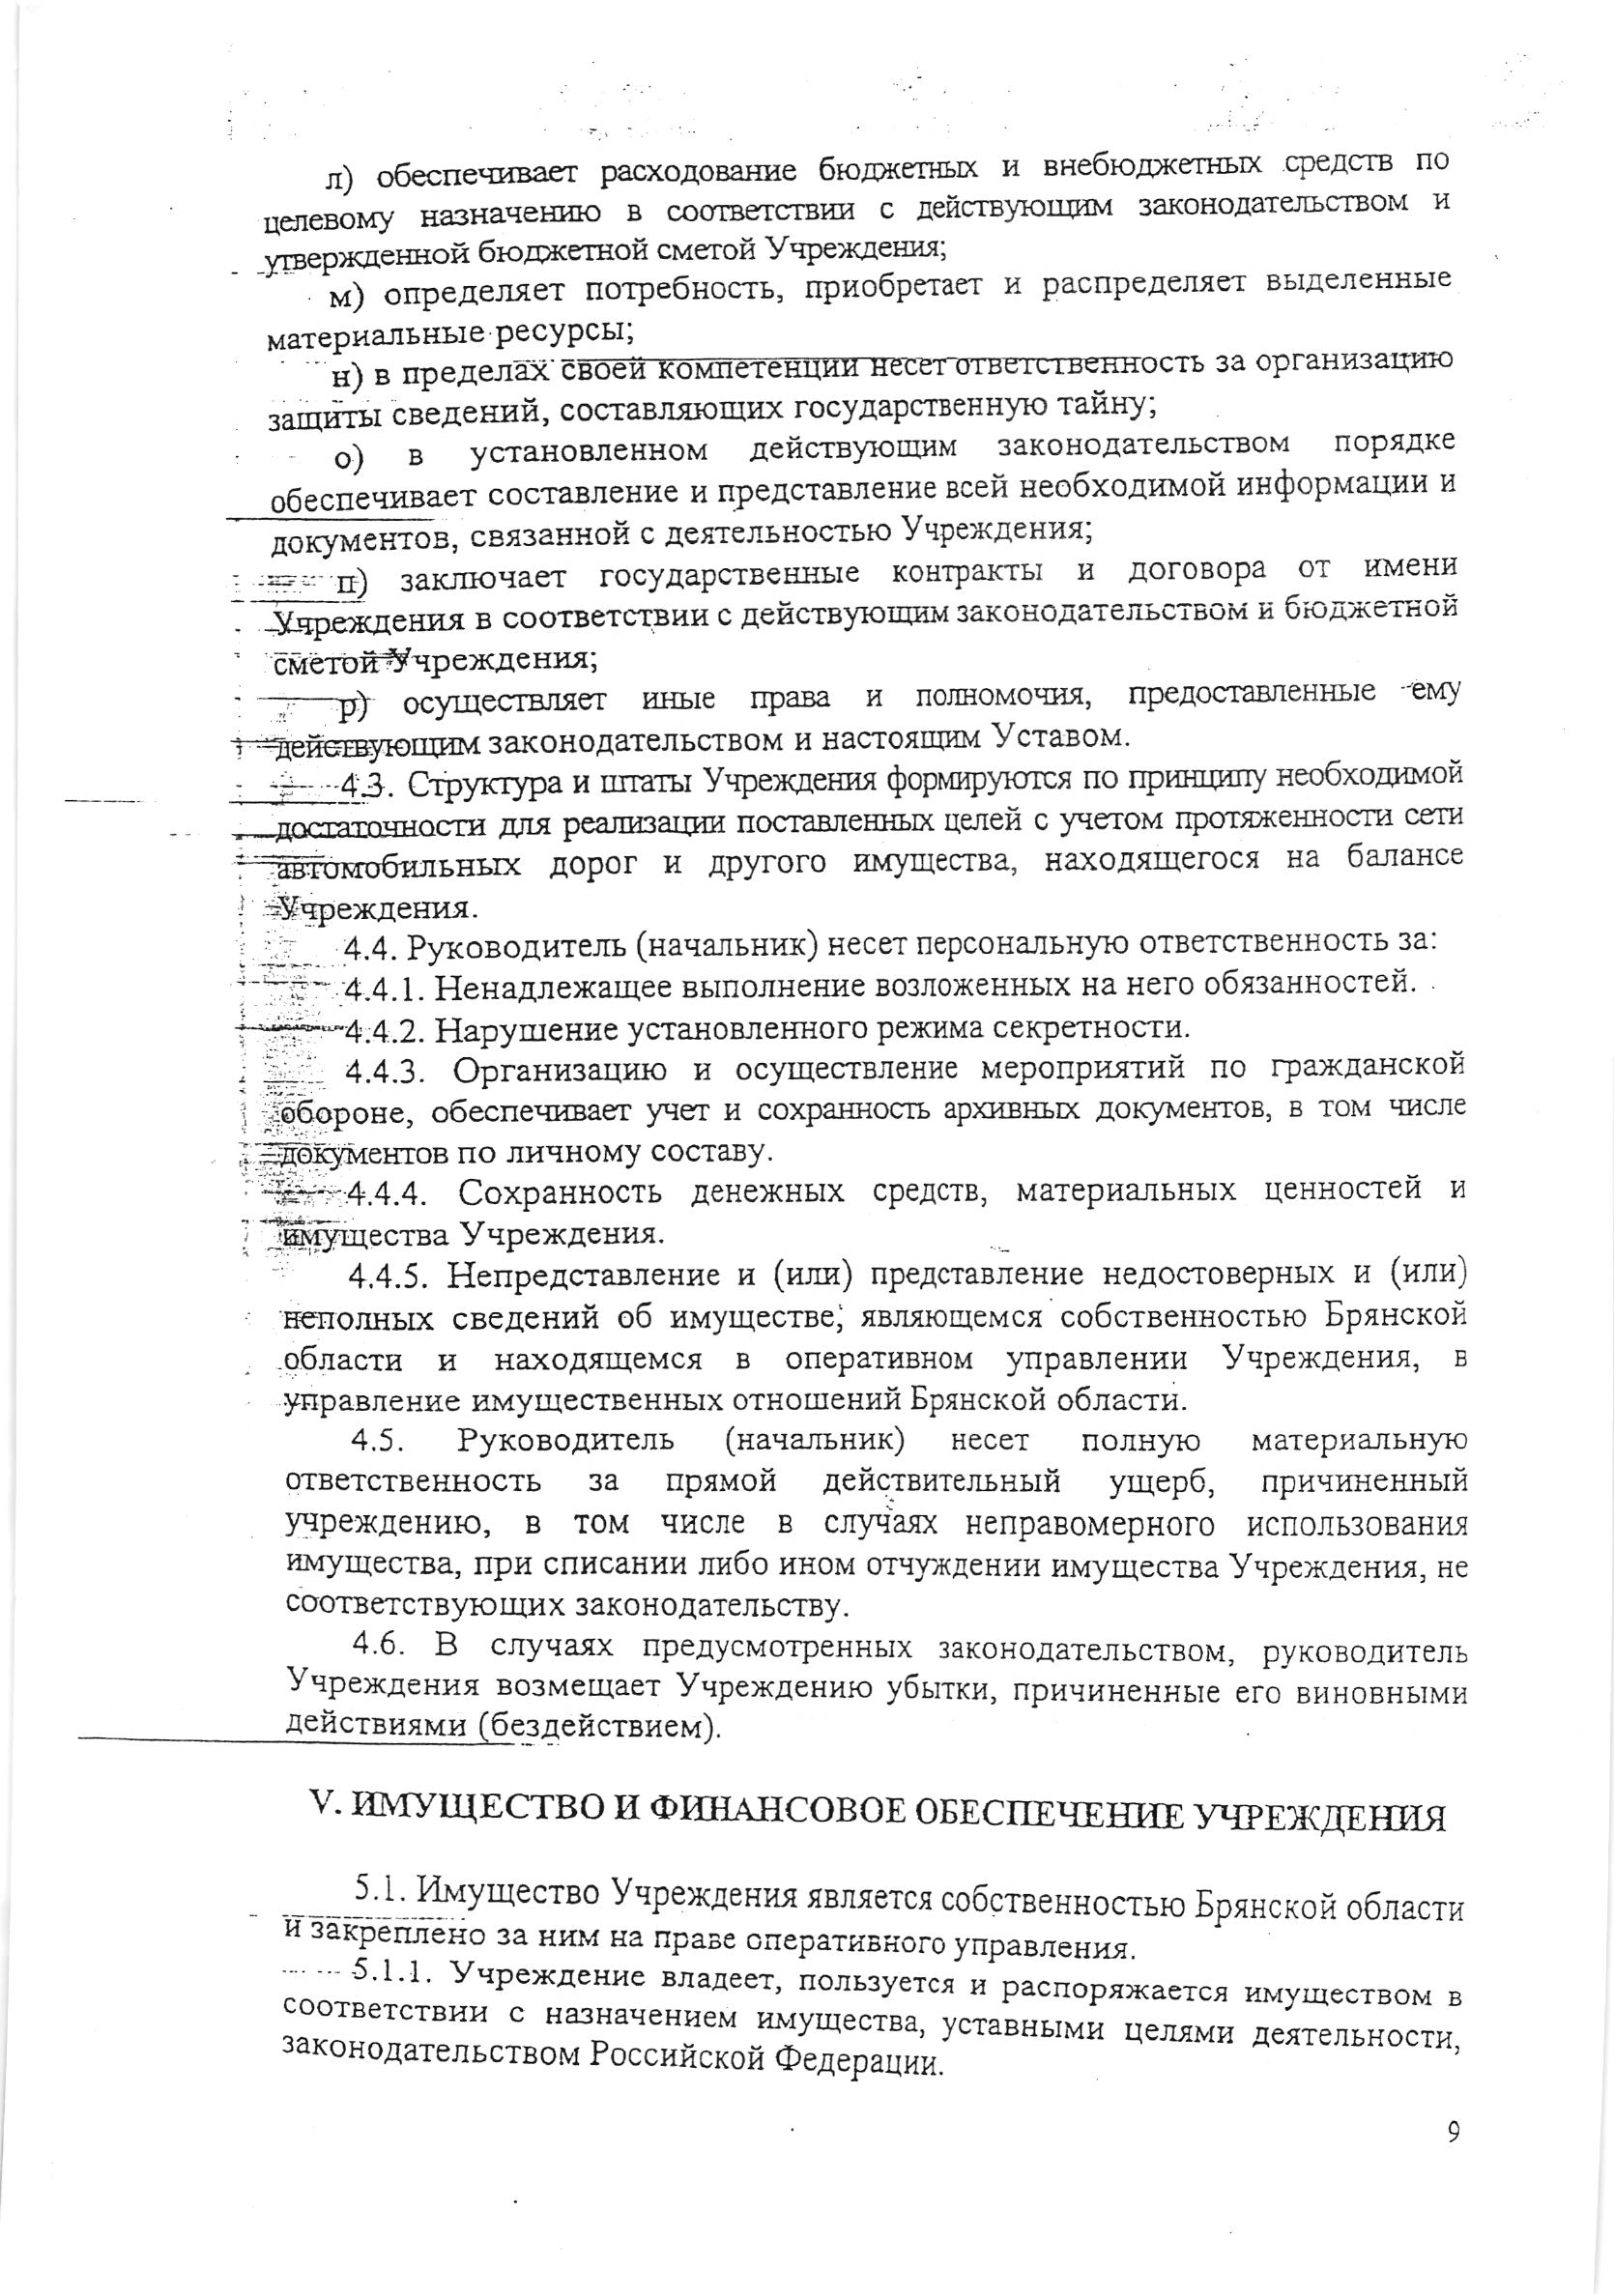 л) обеспечивает расходование бюджетных и внебюджетных средств по
целевому назначению в соответствии с действующим законодательством и
утвержденной бюджетной сметой Учреждения;
м) определяет потребность, приобретает и распределяет выделенные
материальные ресурсы;
н) в пределах своей компетенции несет ответственность за организацию
защиты сведений, составляющих государственную тайну;
о) в установленном действующим законодательством порядке
обеспечивает составление и представление всей необходимой информации и
документов, связанной с деятельностью Учреждения;
п) заключает государственные контракты и договора от имени
Учреждения в соответствии с действующим законодательством и бюджетной
сметой Учреждения;
р) осуществляет иные права и полномочия, предоставленные ему
действующим законодательством и настоящим Уставом.
4.3. Структура и штаты Учреждения формируются по принципу необходимой
достаточности для реализации поставленных целей с учетом протяженности сети
автомобильных дорог и другого имущества, находящегося на балансе
Учреждения.
4.4. Руководитель (начальник) несет персональную ответственность за:
4.4.1. Ненадлежащее выполнение возложенных на него обязанностей.
4.4.2. Нарушение установленного режима секретности.
4.4.3. Организацию и осуществление мероприятий по гражданской
обороне, обеспечивает учет и сохранность архивных документов, в том числе
документов по личному составу.
4.4.4. Сохранность денежных средств, материальных ценностей и
имущества Учреждения.
4.4.5. Непредставление и (или) представление недостоверных и (или)
неполных сведений об имуществе, являющемся собственностью Брянской
области и находящемся в оперативном управлении Учреждения, в
управление имущественных отношений Брянской области.
4.5. Руководитель (начальник) несет полную материальную
ответственность за прямой действительный ущерб, причиненный
учреждению, в том числе в случаях неправомерного использования
имущества, при списании либо ином отчуждении имущества Учреждения, не
соответствующих законодательству.
4.6. В случаях предусмотренных законодательством, руководитель
Учреждения возмещает Учреждению убытки, причиненные его виновными
действиями (бездействием).
V. ИМУЩЕСТВО И ФИНАНСОВОЕ ОБЕСПЕЧЕНИЕ УЧРЕЖДЕНИЯ
5.1. Имущество Учреждения является собственностью Брянской области
и закреплено за ним на праве оперативного управления.
5.1.1. Учреждение владеет, пользуется и распоряжается имуществом в
соответствии с назначением имущества, уставными целями деятельности,
законодательством Российской Федерации.
9